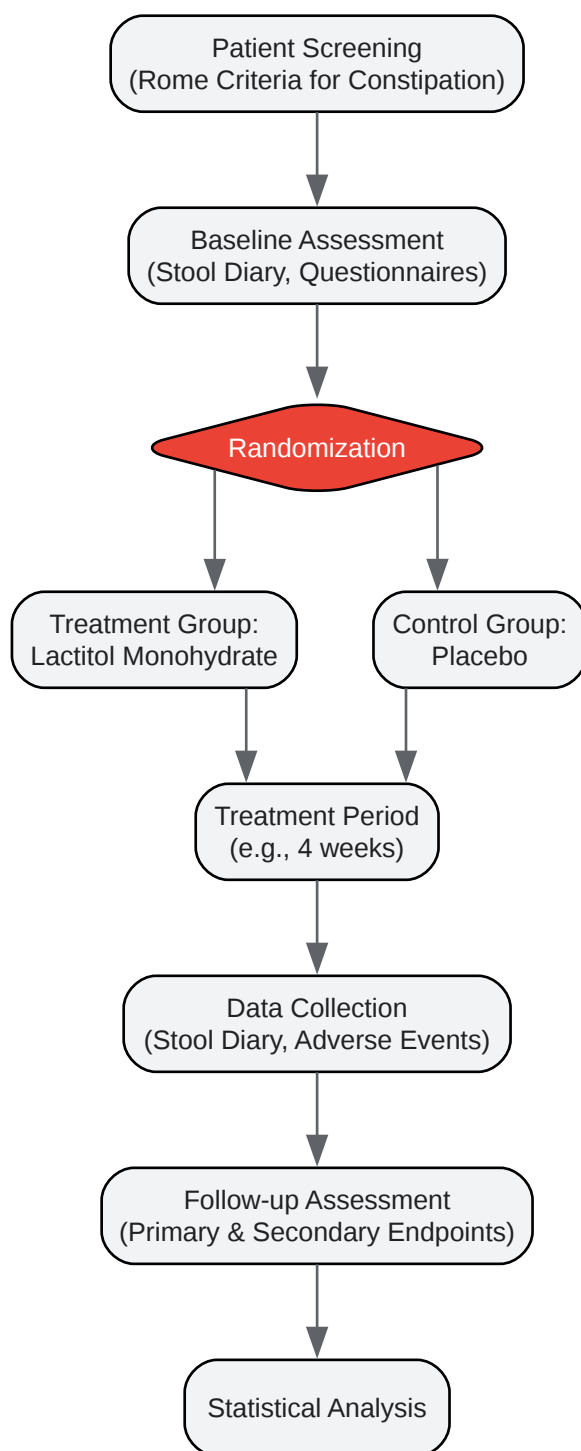 Patient Screening
(Rome Criteria for Constipation)
Baseline Assessment
(Stool Diary, Questionnaires)
Randomization
Treatment Group:
Lactitol Monohydrate
Control Group:
Placebo
Treatment Period
(e.g., 4 weeks)
Data Collection
(Stool Diary, Adverse Events)
Follow-up Assessment
(Primary & Secondary Endpoints)
Statistical Analysis